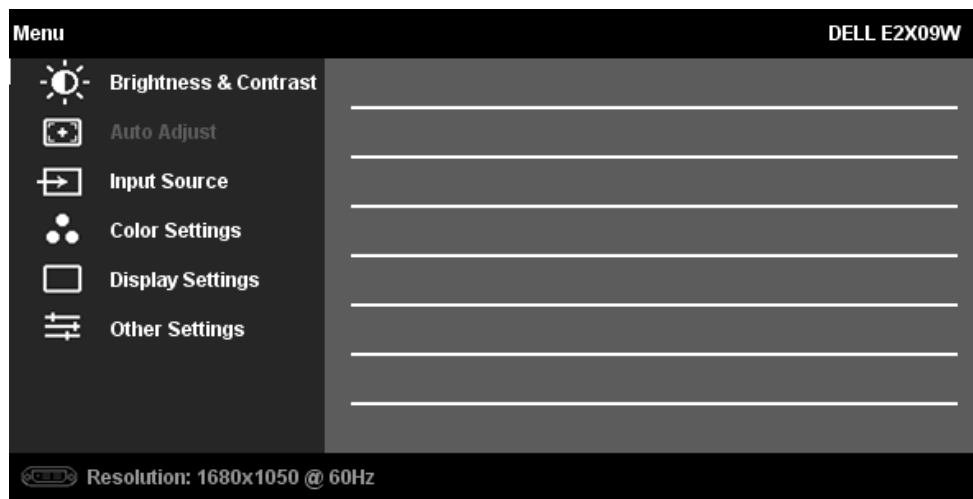 Menu DELL E2X09W
Brightness & Contrast
Auto Adjust
Input Source
Color Settings
Display Settings
Other Settings
Resolution: 1680x1050 @ 60Hz